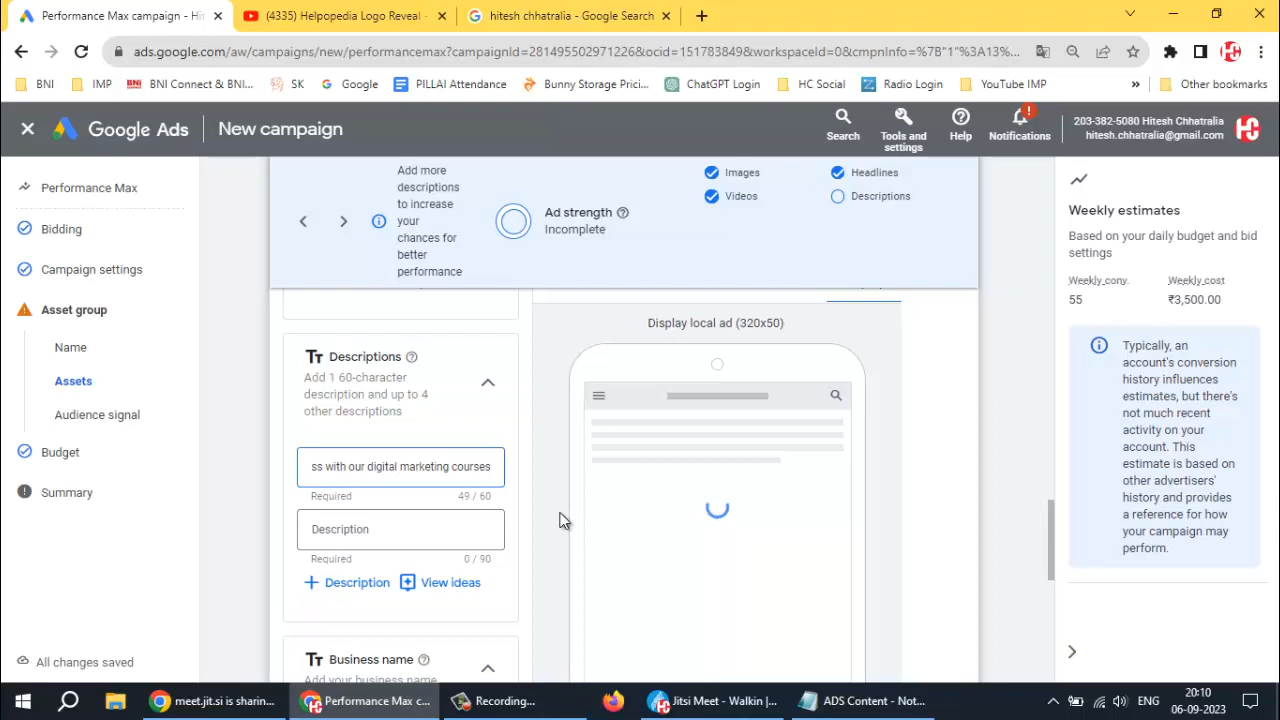 Performance Max campaign - Hit
(4335) Helpopedia Logo Reveal -
hitesh chhatralia - Google Search
ads.google.com/aw/campaigns/new/performancemax?campaignId=281495502971226&ocid=151783849&workspaceId=0&cmpnInfo=%7B"1"%3A13%...
BNI
IMP
BNI Connect & BNI...
SK
Google
PILLAI Attendance
Bunny Storage Prici...
ChatGPT Login
HC Social
Radio Login
YouTube IMP
»
Other bookmarks
Google Ads
New campaign
Search
Tools and
settings
Help
Notifications
203-382-5080 Hitesh Chhatralia
hitesh.chhatralia@gmail.com
Performance Max
Bidding
Campaign settings
Asset group
Name
Assets
Audience signal
Budget
Summary
All changes saved
Add more
descriptions
to increase
your
chances for
better
performance
Ad strength
Incomplete
Images
Videos
Headlines
Descriptions
Tt Descriptions
Add 1 60-character
description and up to 4
other descriptions
ss with our digital marketing courses
Required 49 / 60
Description
Required 0 / 90
+ Description
View ideas
Tt Business name
Add your business name
Display local ad (320x50)
Weekly estimates
Based on your daily budget and bid
settings
Weekly conv. Weekly cost
55 ₹3,500.00
Typically, an
account's conversion
history influences
estimates, but there's
not much recent
activity on your
account. This
estimate is based on
other advertisers'
history and provides
a reference for how
your campaign may
perform.
meet.jit.si is sharin...
Performance Max c...
Recording...
Jitsi Meet - Walkin |...
ADS Content - Not...
ENG
20:10
06-09-2023